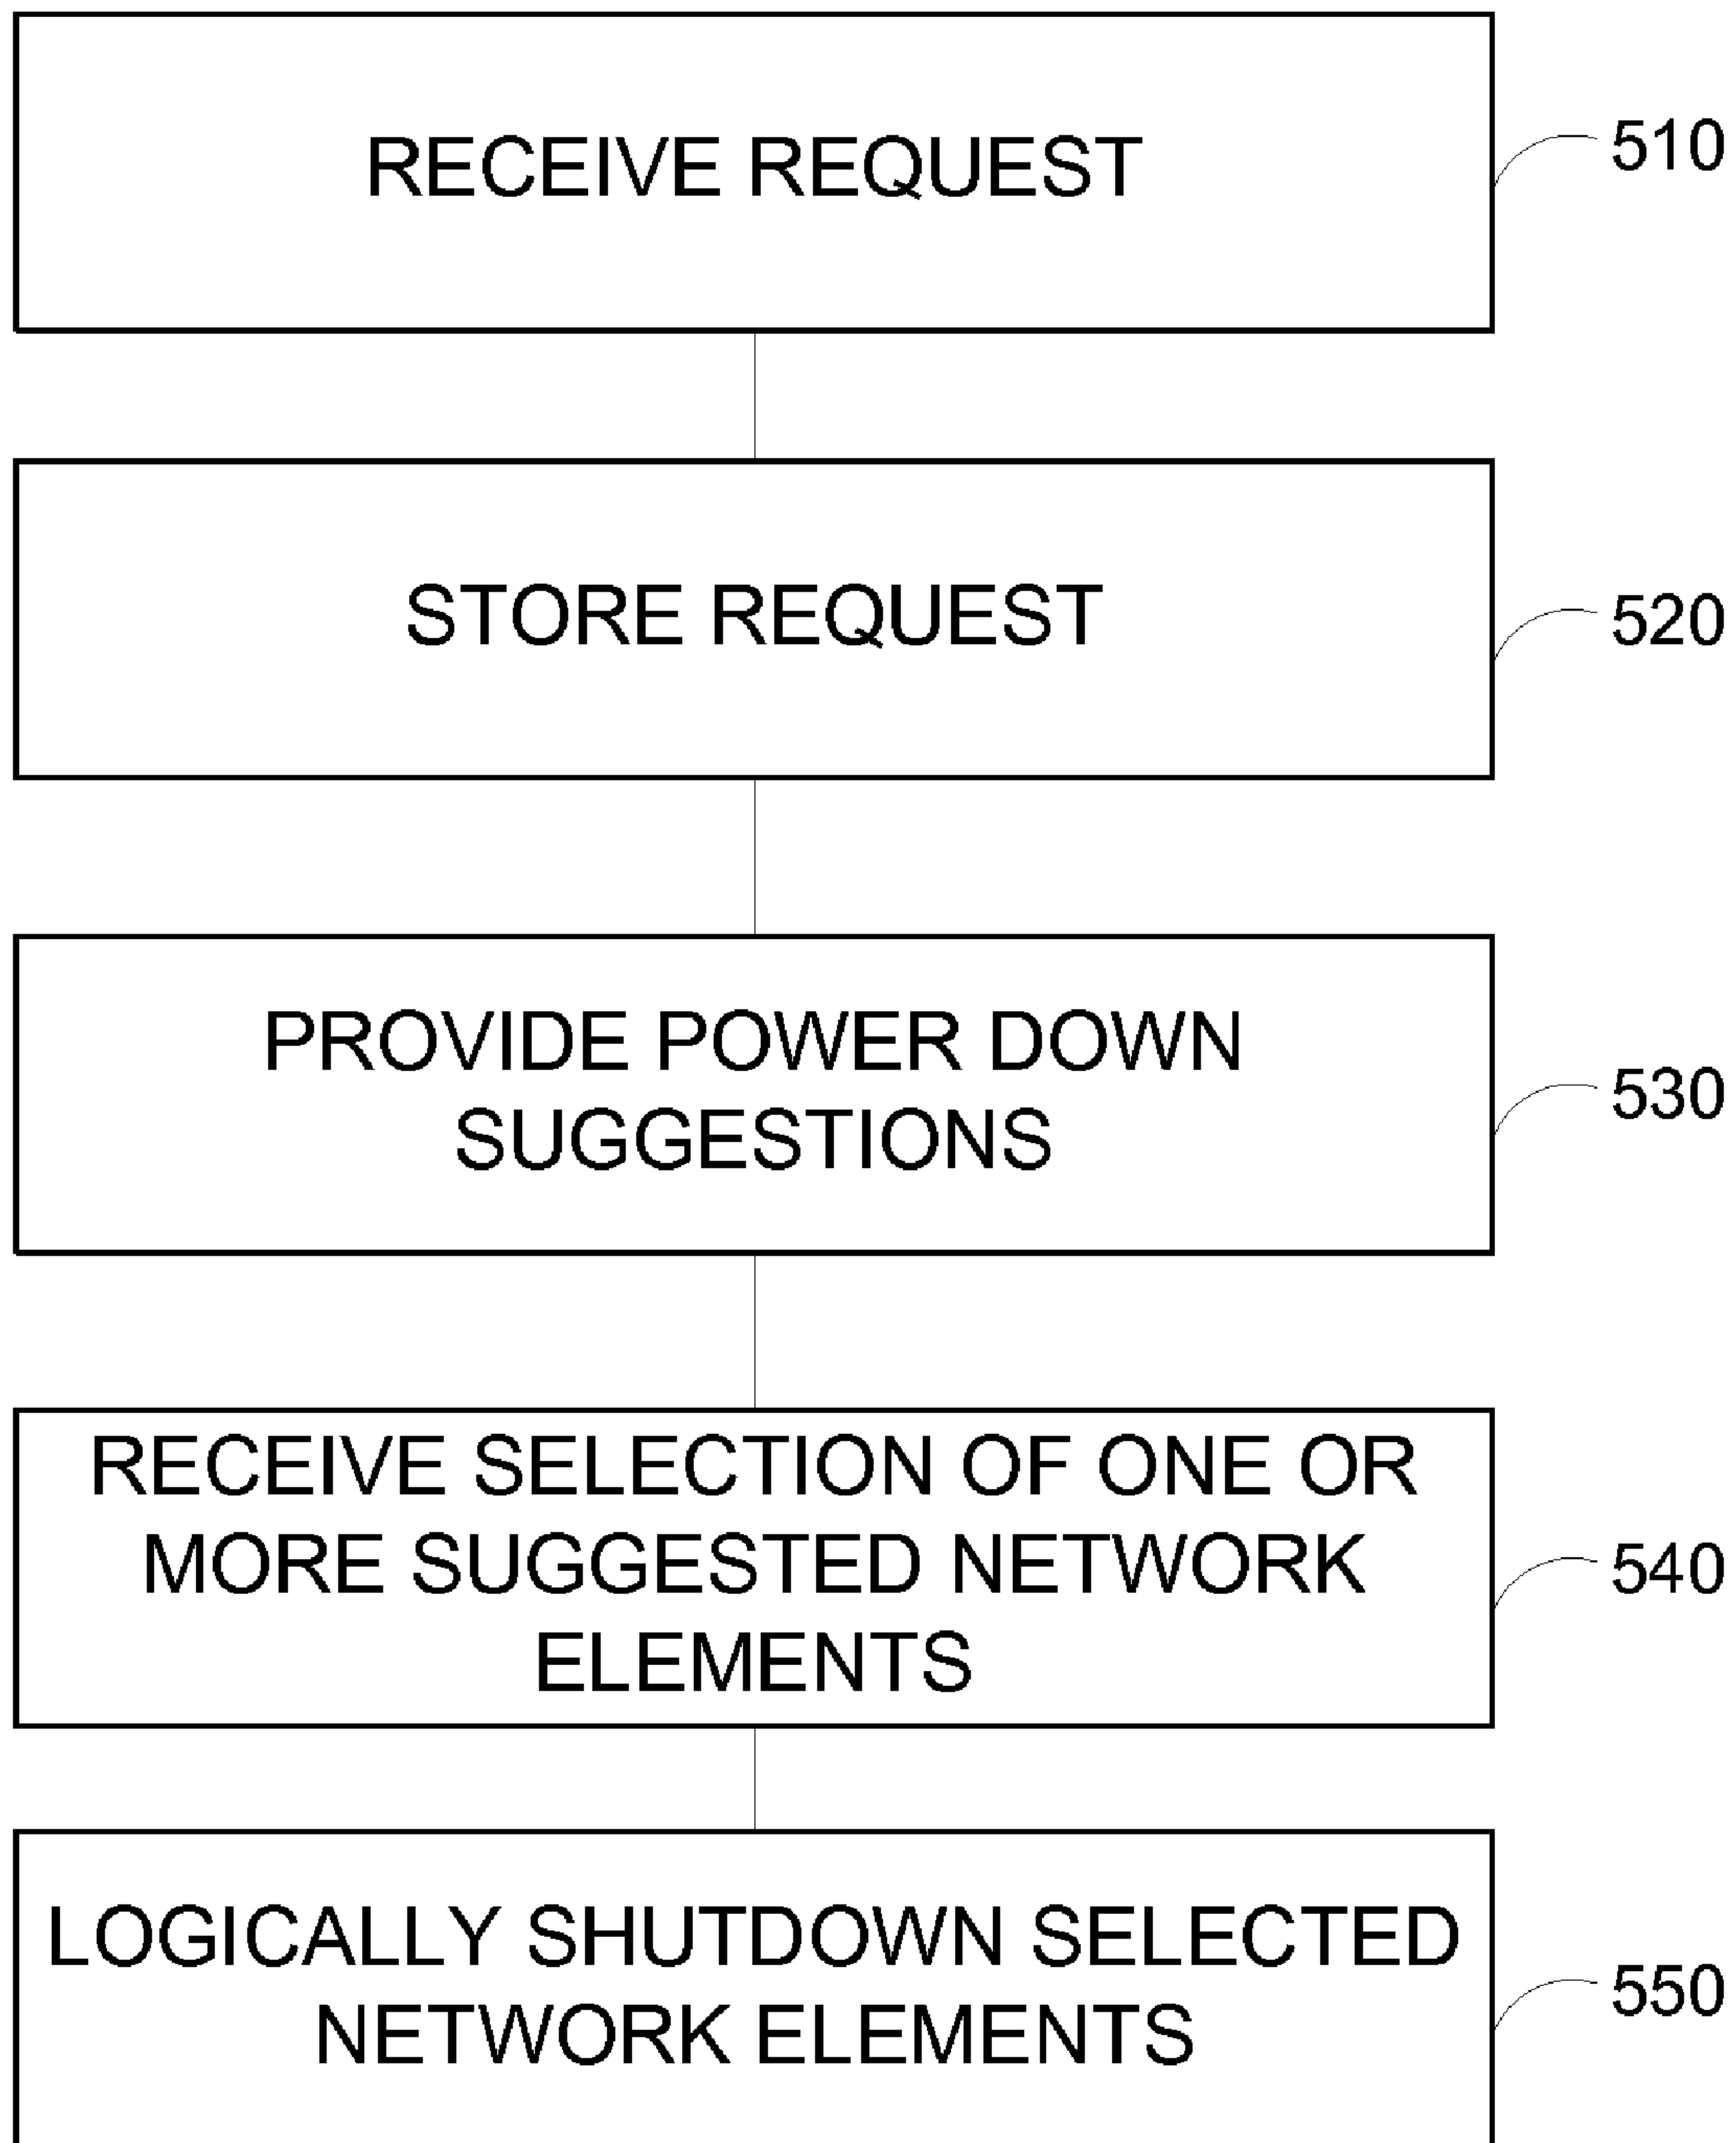 RECEIVE REQUEST
510
STORE REQUEST
520
PROVIDE POWER DOWN
SUGGESTIONS
530
RECEIVE SELECTION OF ONE OR
MORE SUGGESTED NETWORK
ELEMENTS
540
LOGICALLY SHUTDOWN SELECTED
NETWORK ELEMENTS
550